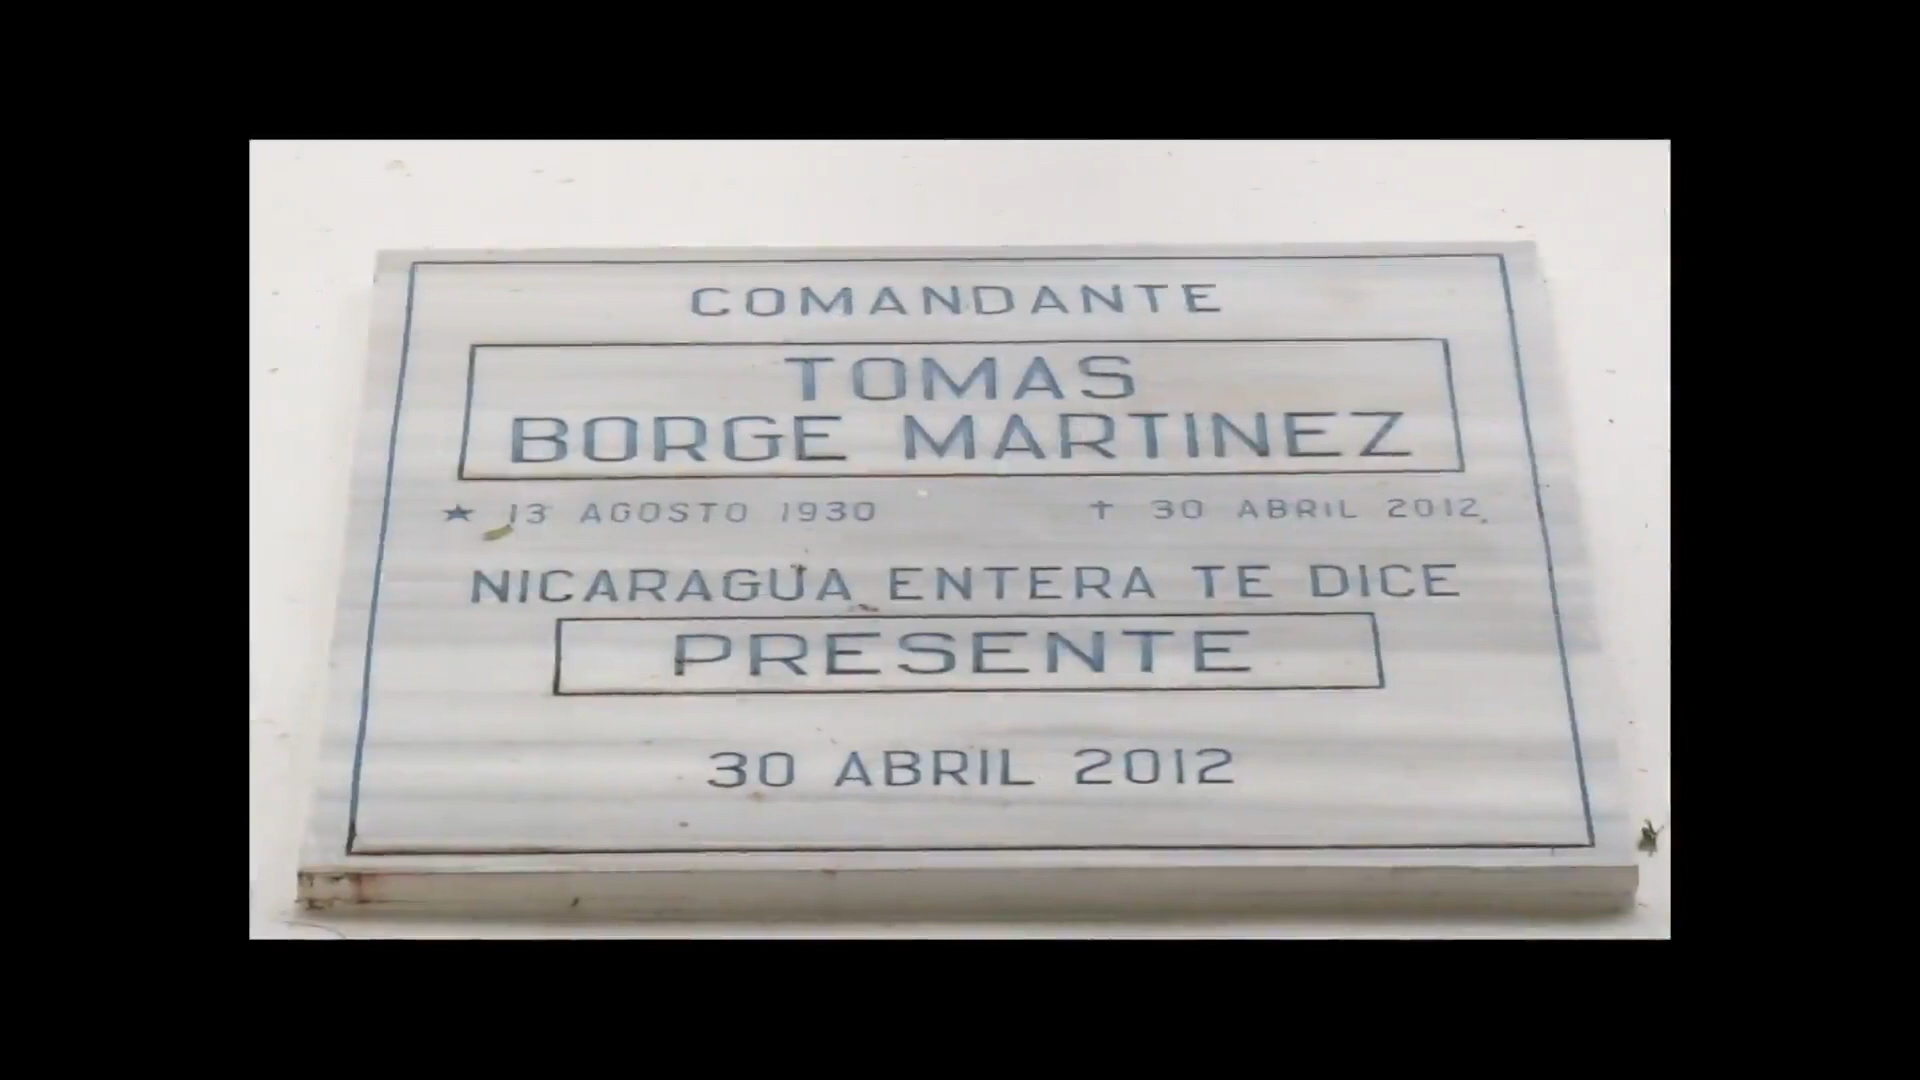 COMANDANTE
TOMAS
BORGE MARTINEZ
★ 13 AGOSTO 1930 † 30 ABRIL 2012
NICARAGUA ENTERA TE DICE
PRESENTE
30 ABRIL 2012